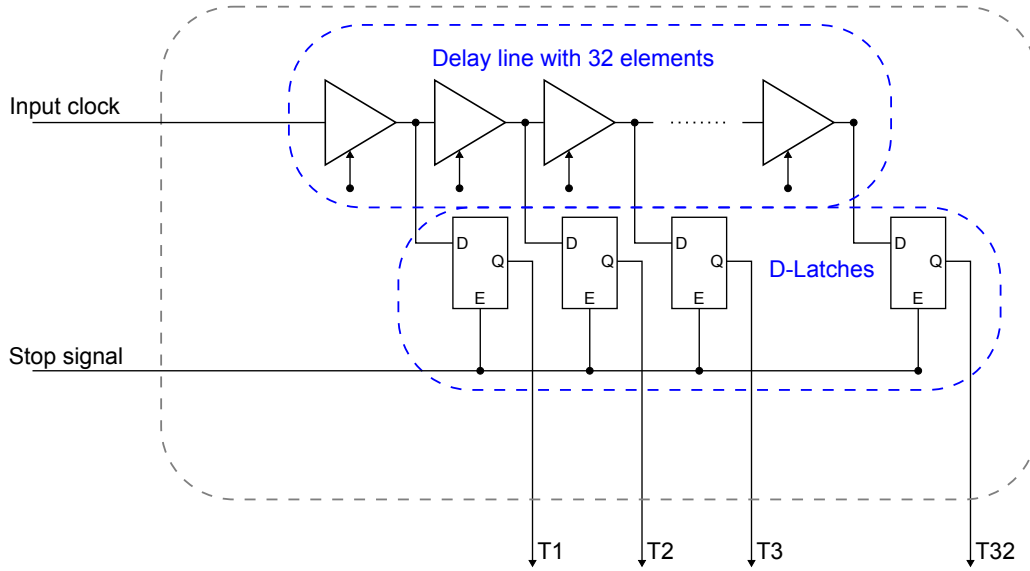 Delay line with 32 elements
Input clock
D
Q
E
D
Q
E
D
Q
E
D-Latches
D
Q
E
Stop signal
T1
T2
T3
T32